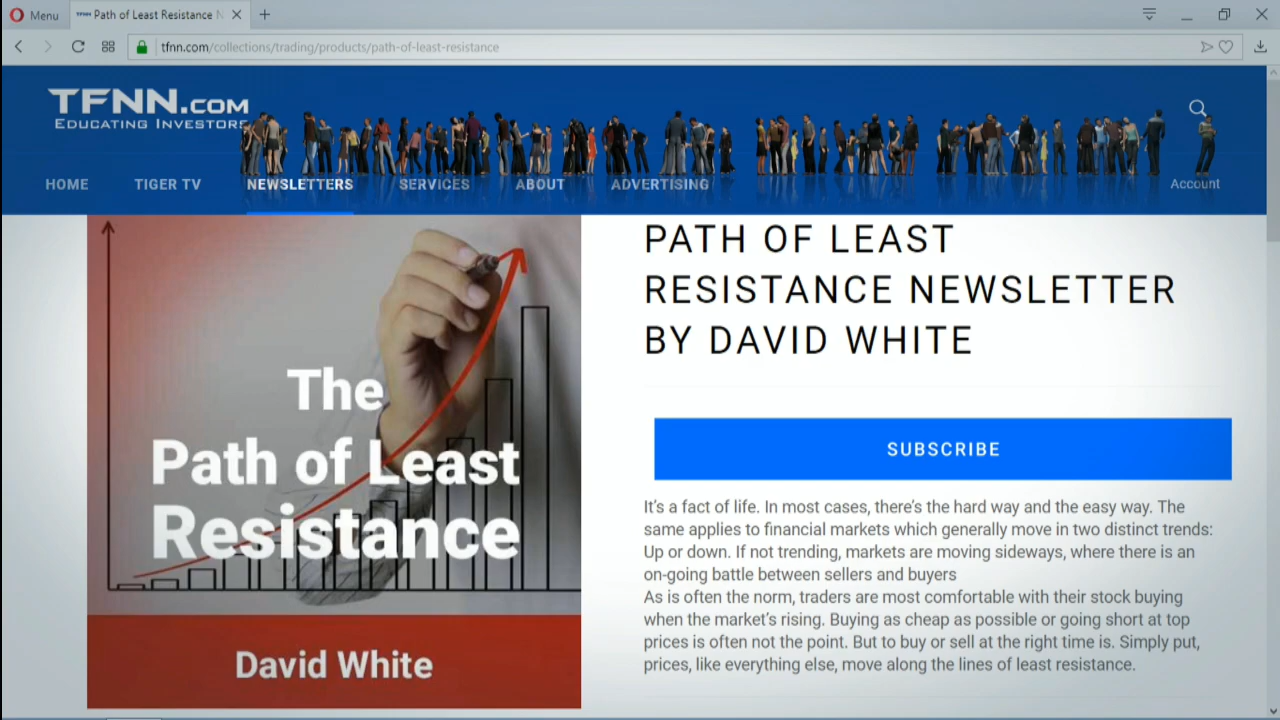 Menu
Path of Least Resistance N
tfnn.com/collections/trading/products/path-of-least-resistance
TFNN.COM
EDUCATING INVESTORS
HOME
TIGER TV
NEWSLETTERS
SERVICES
ABOUT
ADVERTISING
Account
The
Path of Least
Resistance
David White
PATH OF LEAST
RESISTANCE NEWSLETTER
BY DAVID WHITE
SUBSCRIBE
It's a fact of life. In most cases, there's the hard way and the easy way. The
same applies to financial markets which generally move in two distinct trends:
Up or down. If not trending, markets are moving sideways, where there is an
on-going battle between sellers and buyers
As is often the norm, traders are most comfortable with their stock buying
when the market's rising. Buying as cheap as possible or going short at top
prices is often not the point. But to buy or sell at the right time is. Simply put,
prices, like everything else, move along the lines of least resistance.